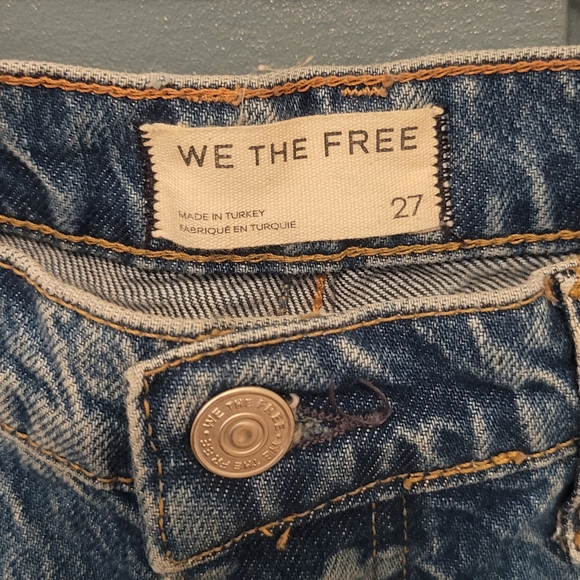 WE THE FREE
MADE IN TURKEY
FABRIQUÉ EN TURQUIE
27
WE THE FREE WE THE FREE